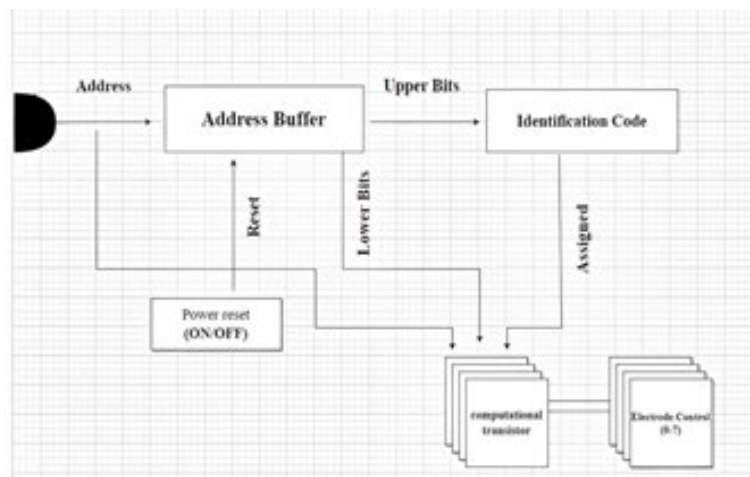 Address
Upper Bits
Address Buffer
Identification Code
Reset
Lower Bits
Assigned
Power reset
(ON/OFF)
computational
transistor
Electrode Control
(0-7)